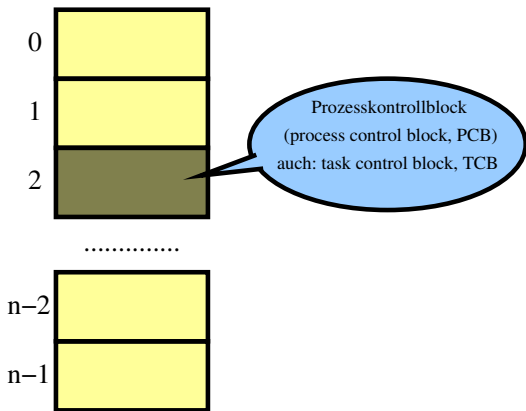 0
1
Prozesskontrollblock
(process control block, PCB)
auch: task control block, TCB
2
..............
n−2
n−1